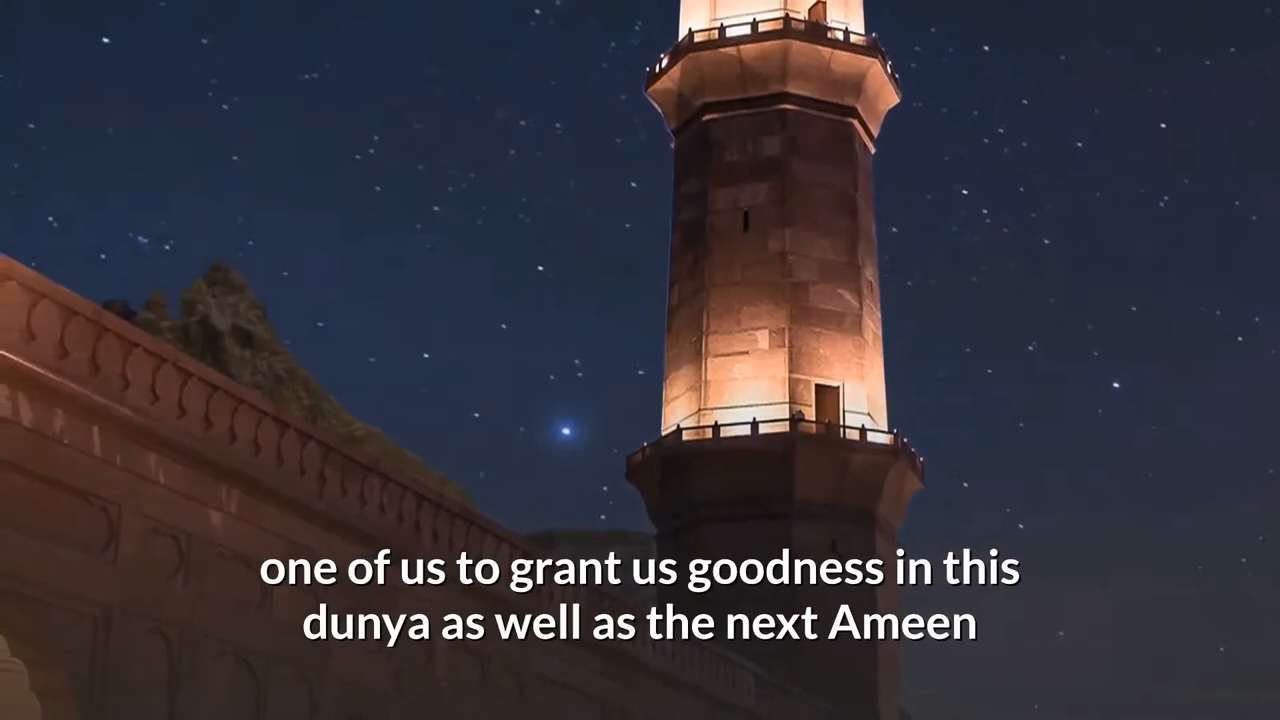 one of us to grant us goodness in this
dunya as well as the next Ameen